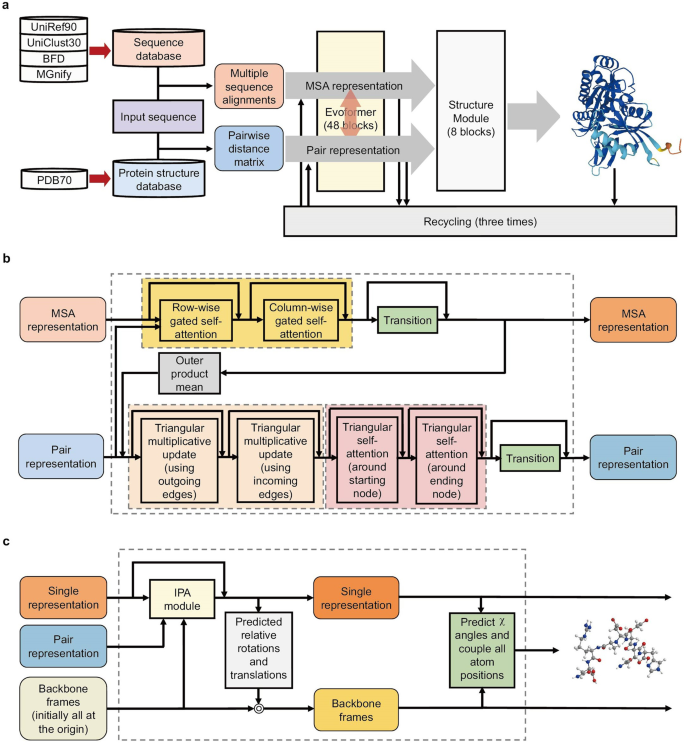 a
UniRef90
UniClust30
BFD
MGnify
Sequence
database
Input sequence
PDB70
Protein structure
database
Multiple
sequence
alignments
Pairwise
distance
matrix
MSA representation
Evoformer
(48 blocks)
Pair representation
Structure
Module
(8 blocks)
Recycling (three times)
b
MSA
representation
Row-wise
gated self-
attention
Column-wise
gated self-
attention
Transition
MSA
representation
Outer
product
mean
Pair
representation
Triangular
multiplicative
update
(using
outgoing
edges)
Triangular
multiplicative
update
(using
incoming
edges)
Triangular
self-
attention
(around
starting
node)
Triangular
self-
attention
(around
ending
node)
Transition
Pair
representation
c
Single
representation
IPA
module
Single
representation
Pair
representation
Predicted
relative
rotations
and
translations
Predict χ
angles and
couple all
atom
positions
Backbone
frames
(initially all at
the origin)
Backbone
frames